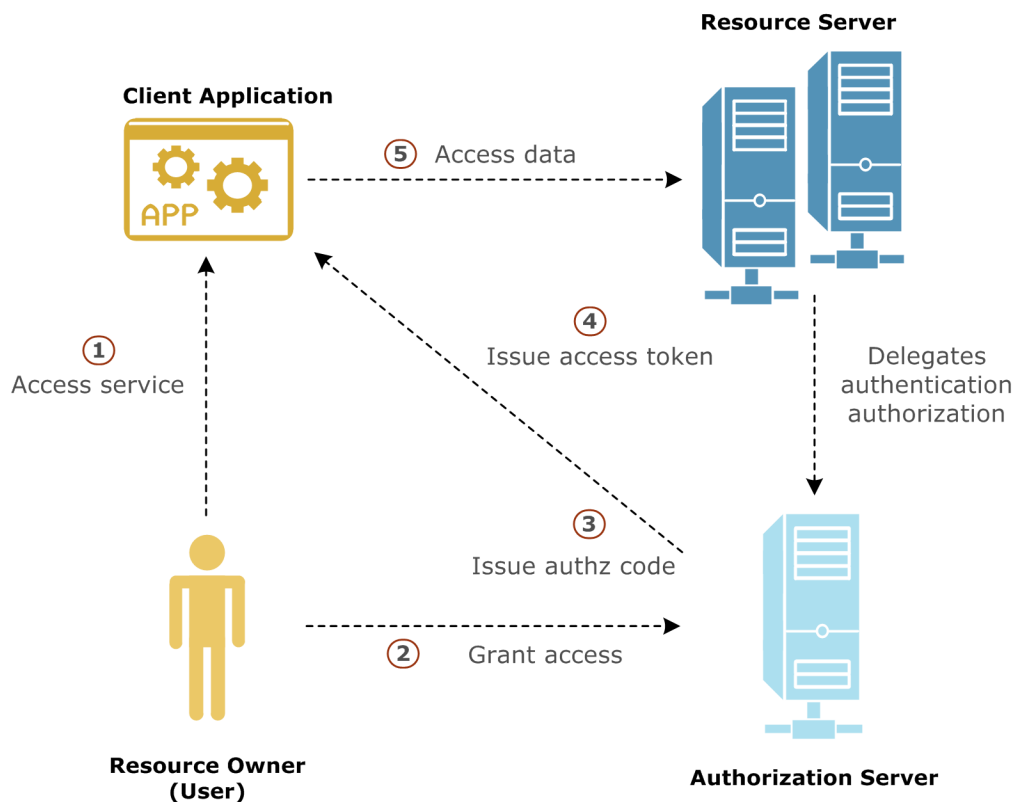 Resource Server
Client Application
5 Access data
APP
4
Issue access token
1
Access service
Delegates
authentication
authorization
3
Issue authz code
2 Grant access
Resource Owner
(User)
Authorization Server